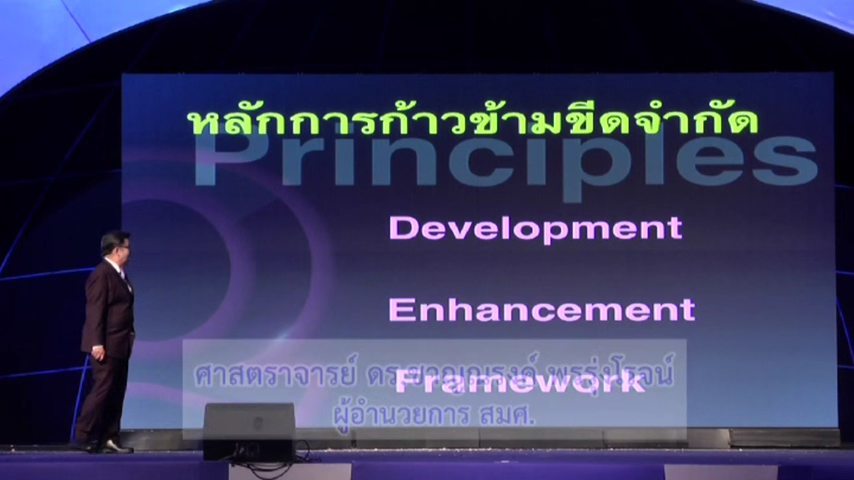 หลักการก้าวข้ามขีดจำกัด
Principles
Development
Enhancement
Framework
ศาสตราจารย์ ดร.ชาญณรงค์ พรรุ่งโรจน์
ผู้อำนวยการ สมศ.